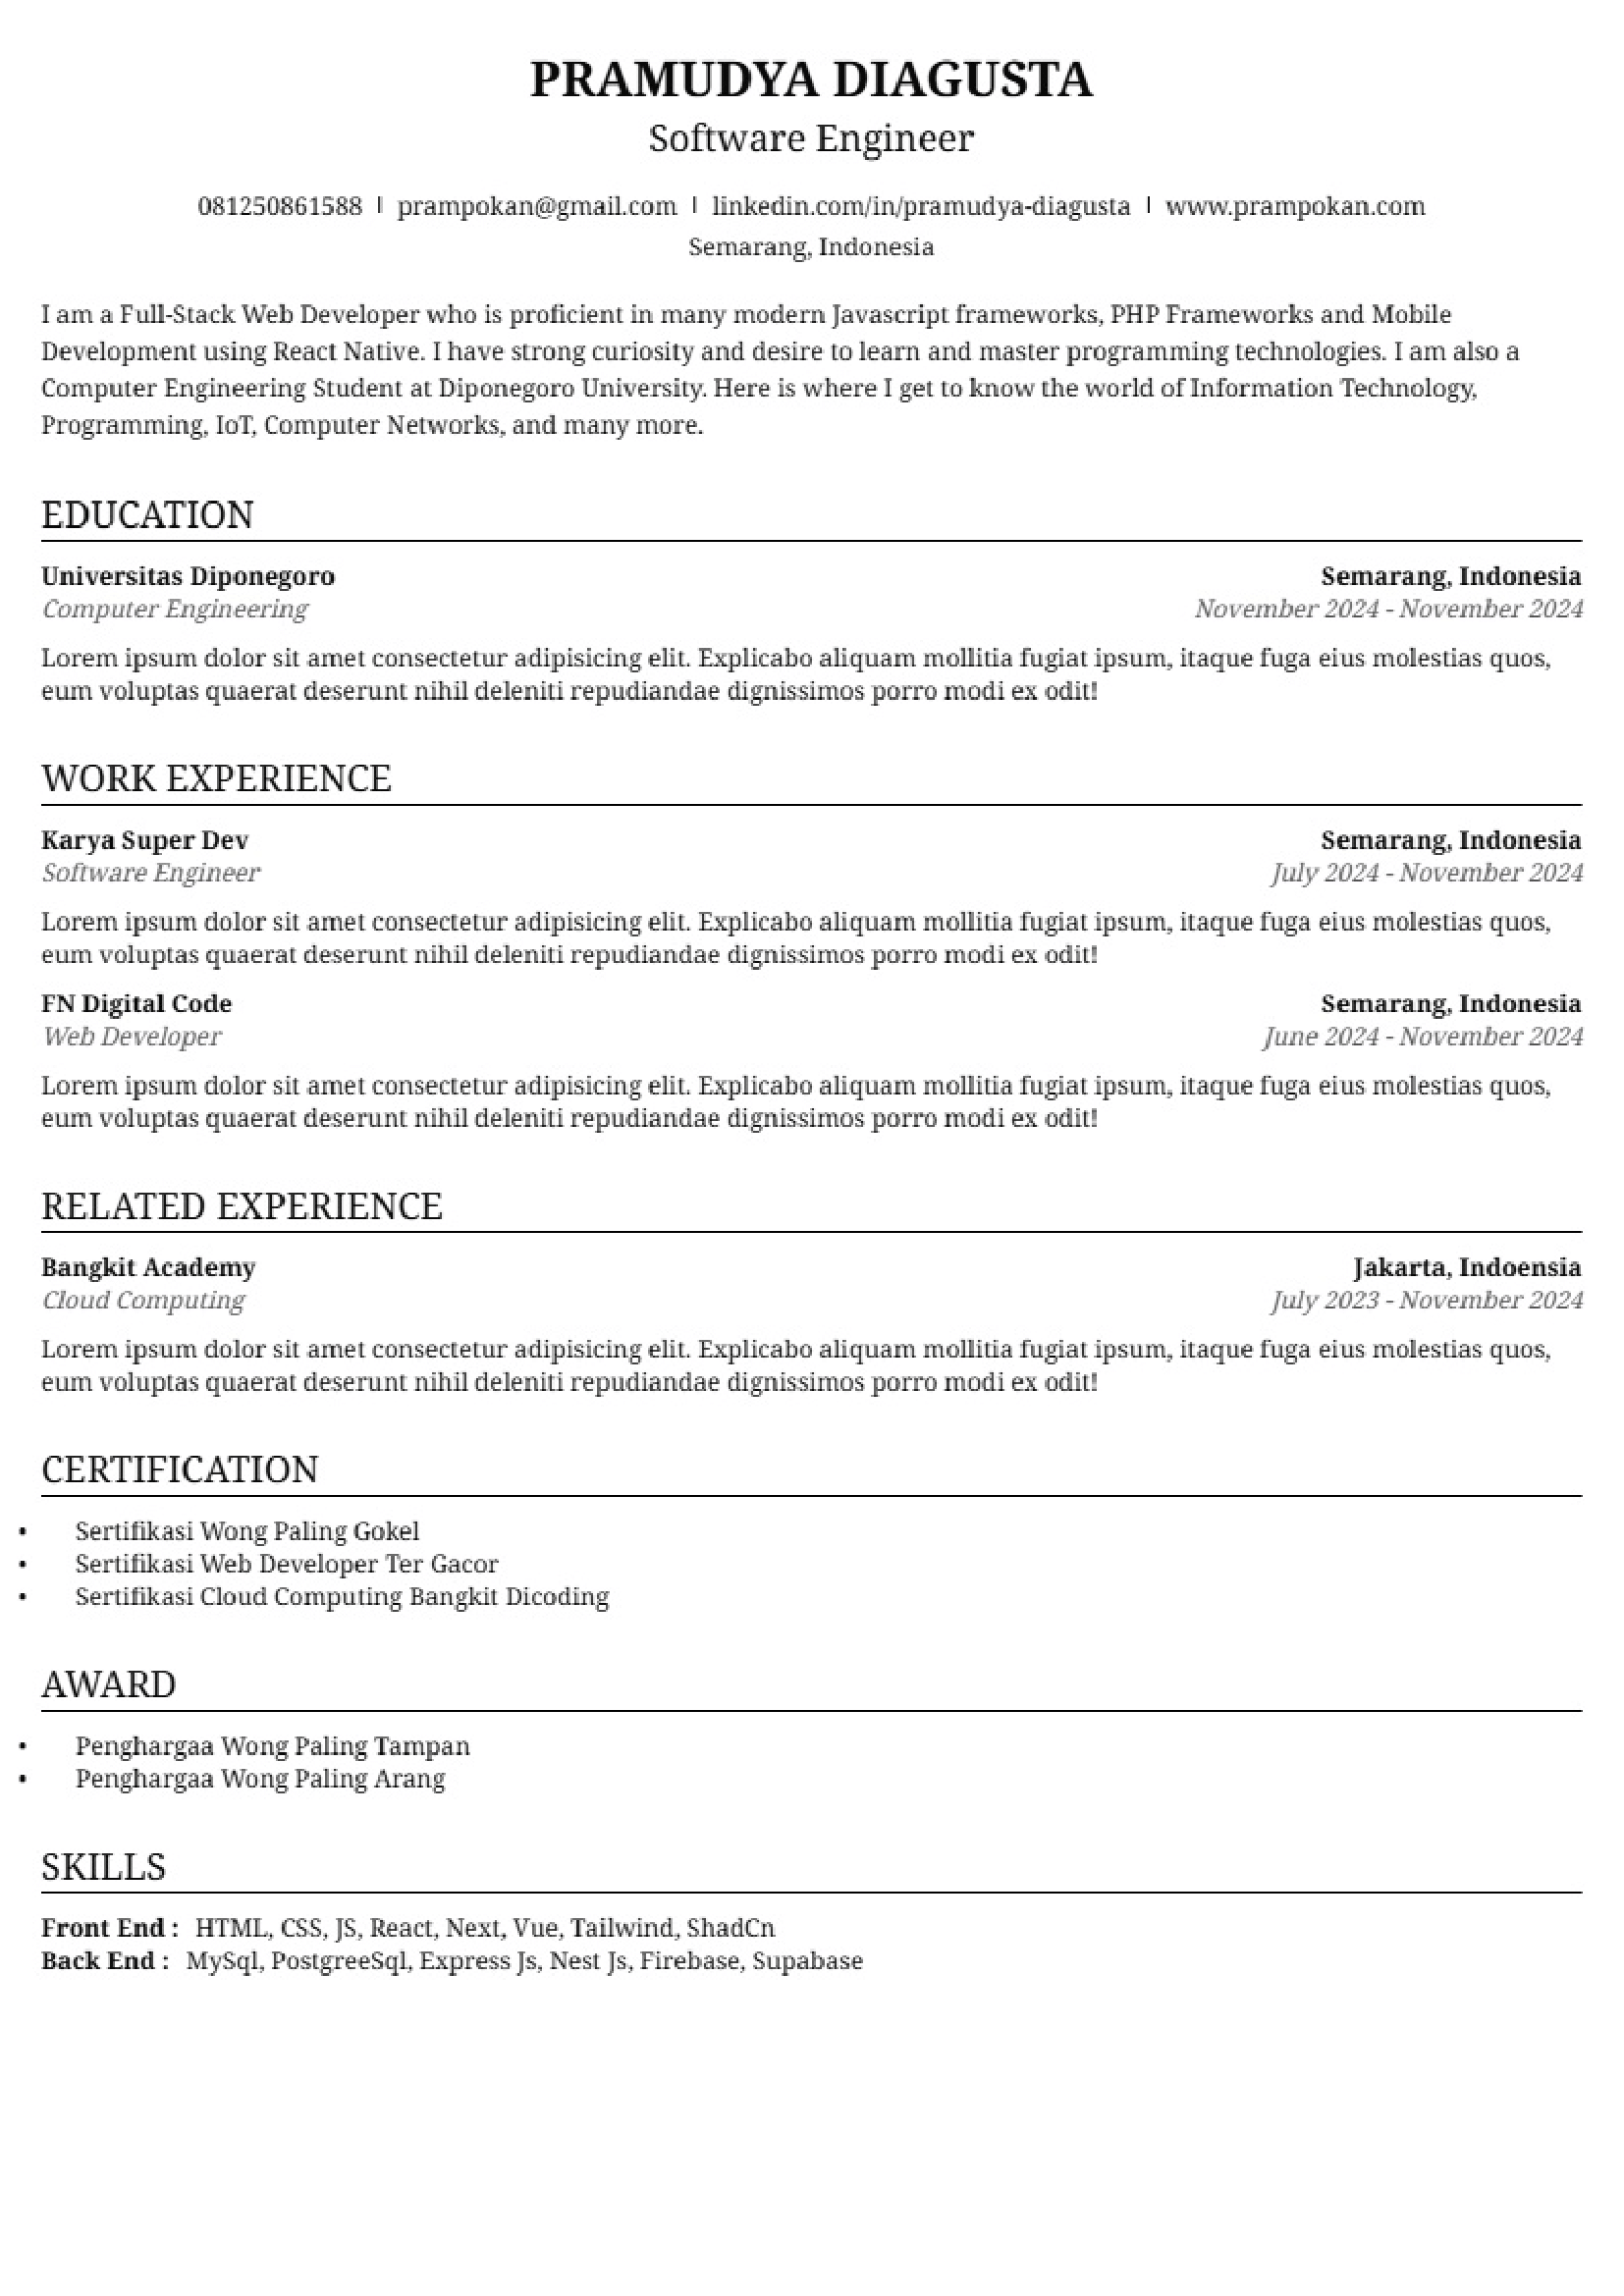 PRAMUDYA DIAGUSTA
Software Engineer
081250861588 | prampokan@gmail.com | linkedin.com/in/pramudya-diagusta | www.prampokan.com
Semarang, Indonesia
I am a Full-Stack Web Developer who is proficient in many modern Javascript frameworks, PHP Frameworks and Mobile
Development using React Native. I have strong curiosity and desire to learn and master programming technologies. I am also a
Computer Engineering Student at Diponegoro University. Here is where I get to know the world of Information Technology,
Programming, IoT, Computer Networks, and many more.
EDUCATION
Universitas Diponegoro Semarang, Indonesia
Computer Engineering November 2024 - November 2024
Lorem ipsum dolor sit amet consectetur adipisicing elit. Explicabo aliquam mollitia fugiat ipsum, itaque fuga eius molestias quos,
eum voluptas quaerat deserunt nihil deleniti repudiandae dignissimos porro modi ex odit!
WORK EXPERIENCE
Karya Super Dev Semarang, Indonesia
Software Engineer July 2024 - November 2024
Lorem ipsum dolor sit amet consectetur adipisicing elit. Explicabo aliquam mollitia fugiat ipsum, itaque fuga eius molestias quos,
eum voluptas quaerat deserunt nihil deleniti repudiandae dignissimos porro modi ex odit!
FN Digital Code Semarang, Indonesia
Web Developer June 2024 - November 2024
Lorem ipsum dolor sit amet consectetur adipisicing elit. Explicabo aliquam mollitia fugiat ipsum, itaque fuga eius molestias quos,
eum voluptas quaerat deserunt nihil deleniti repudiandae dignissimos porro modi ex odit!
RELATED EXPERIENCE
Bangkit Academy Jakarta, Indoensia
Cloud Computing July 2023 - November 2024
Lorem ipsum dolor sit amet consectetur adipisicing elit. Explicabo aliquam mollitia fugiat ipsum, itaque fuga eius molestias quos,
eum voluptas quaerat deserunt nihil deleniti repudiandae dignissimos porro modi ex odit!
CERTIFICATION
• Sertifikasi Wong Paling Gokel
• Sertifikasi Web Developer Ter Gacor
• Sertifikasi Cloud Computing Bangkit Dicoding
AWARD
• Penghargaa Wong Paling Tampan
• Penghargaa Wong Paling Arang
SKILLS
Front End : HTML, CSS, JS, React, Next, Vue, Tailwind, ShadCn
Back End : MySql, PostgreeSql, Express Js, Nest Js, Firebase, Supabase